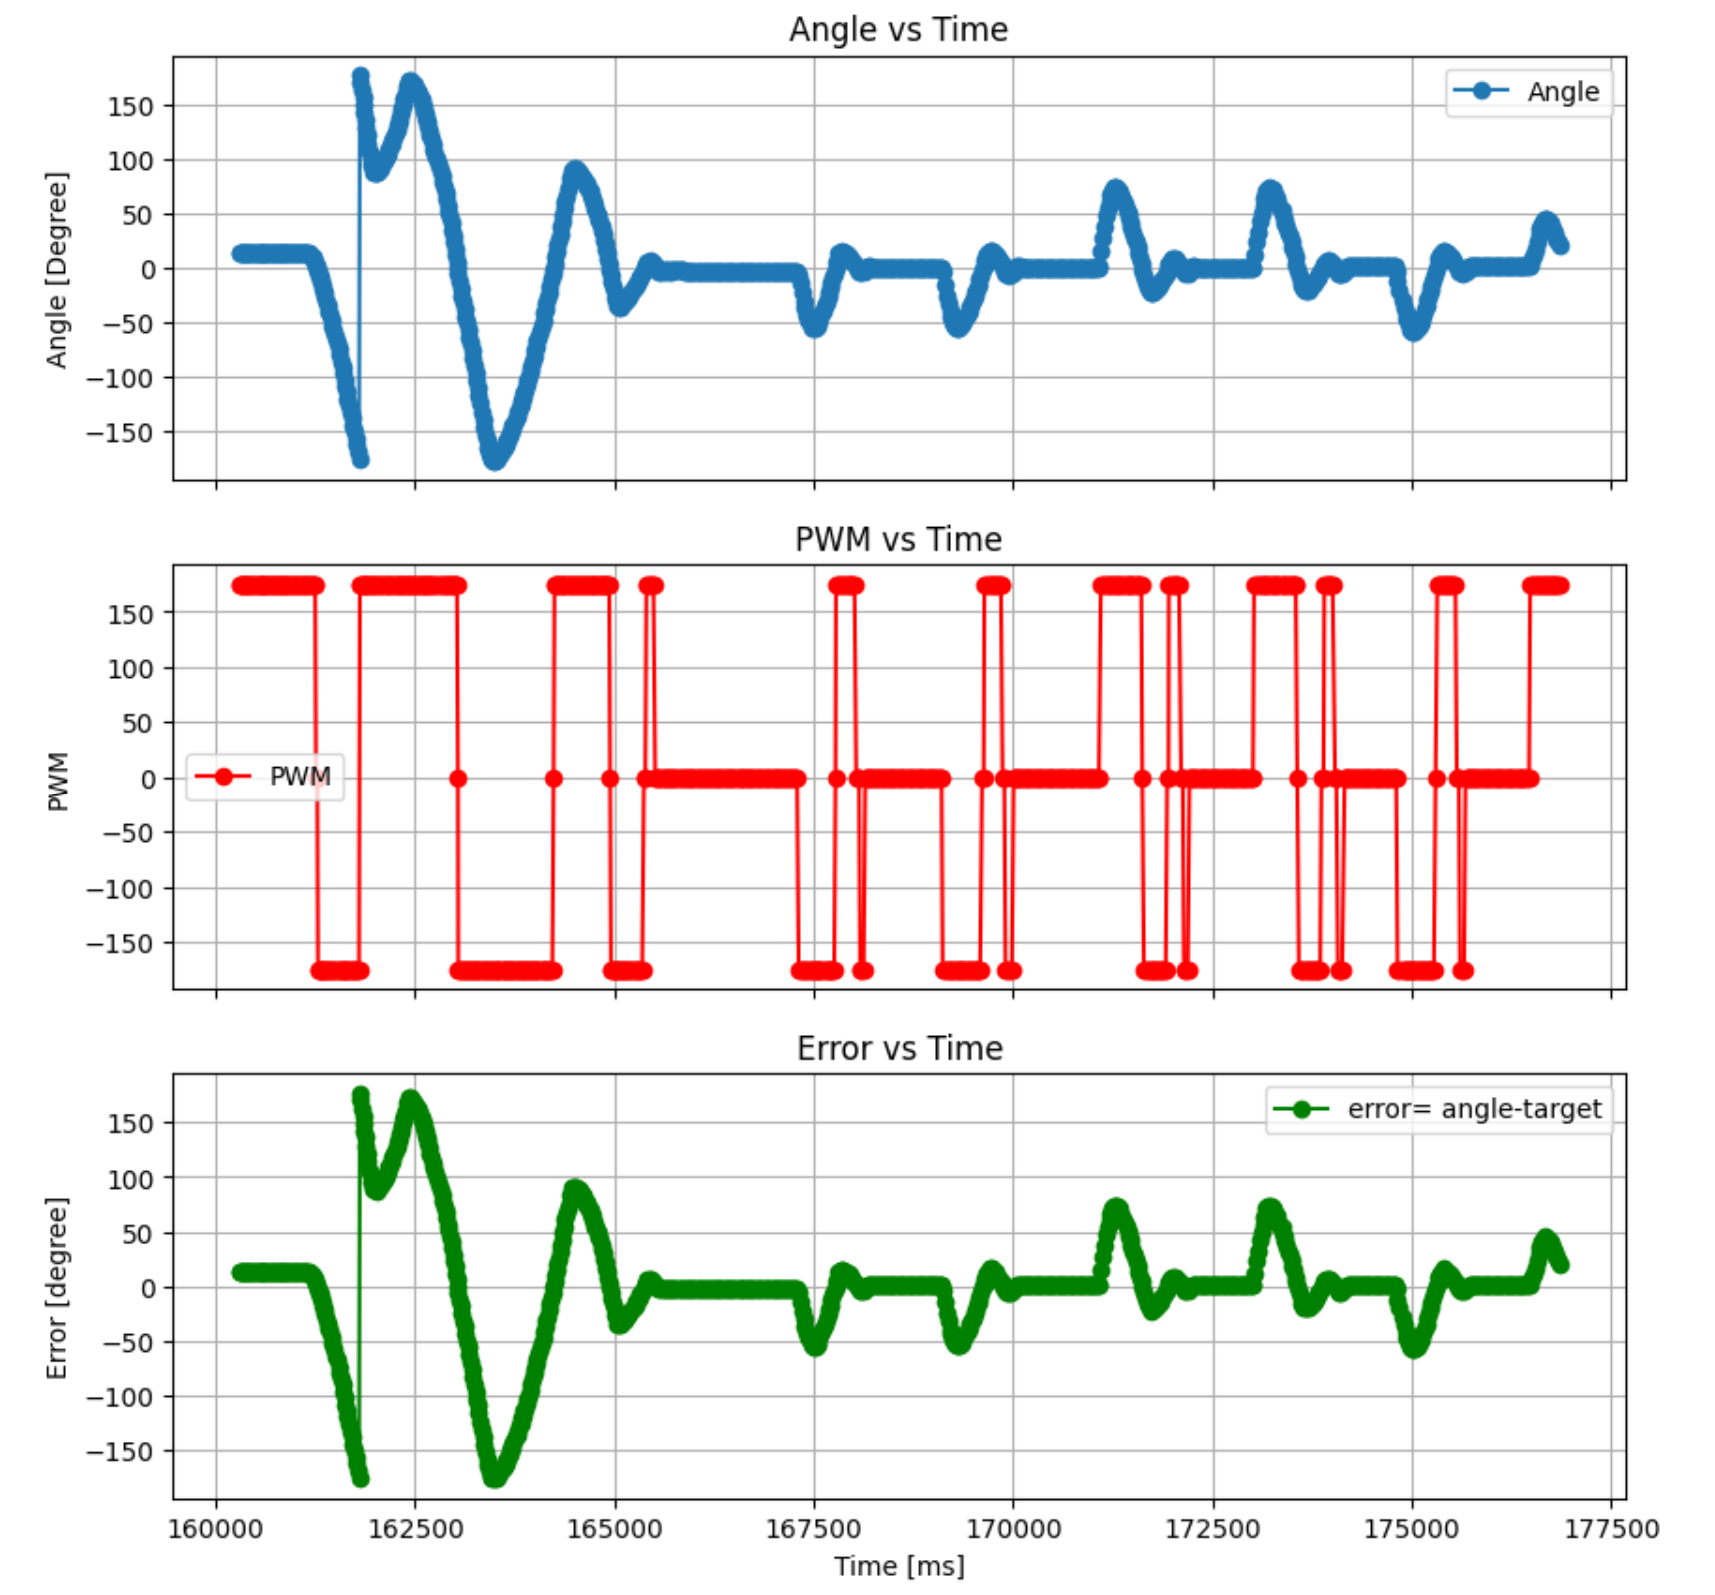 Angle vs Time
Angle
150
100
50
0
−50
−100
−150
Angle [Degree]
PWM vs Time
PWM
150
100
50
0
−50
−100
−150
PWM
Error vs Time
error= angle-target
150
100
50
0
−50
−100
−150
Error [degree]
160000 162500 165000 167500 170000 172500 175000 177500
Time [ms]